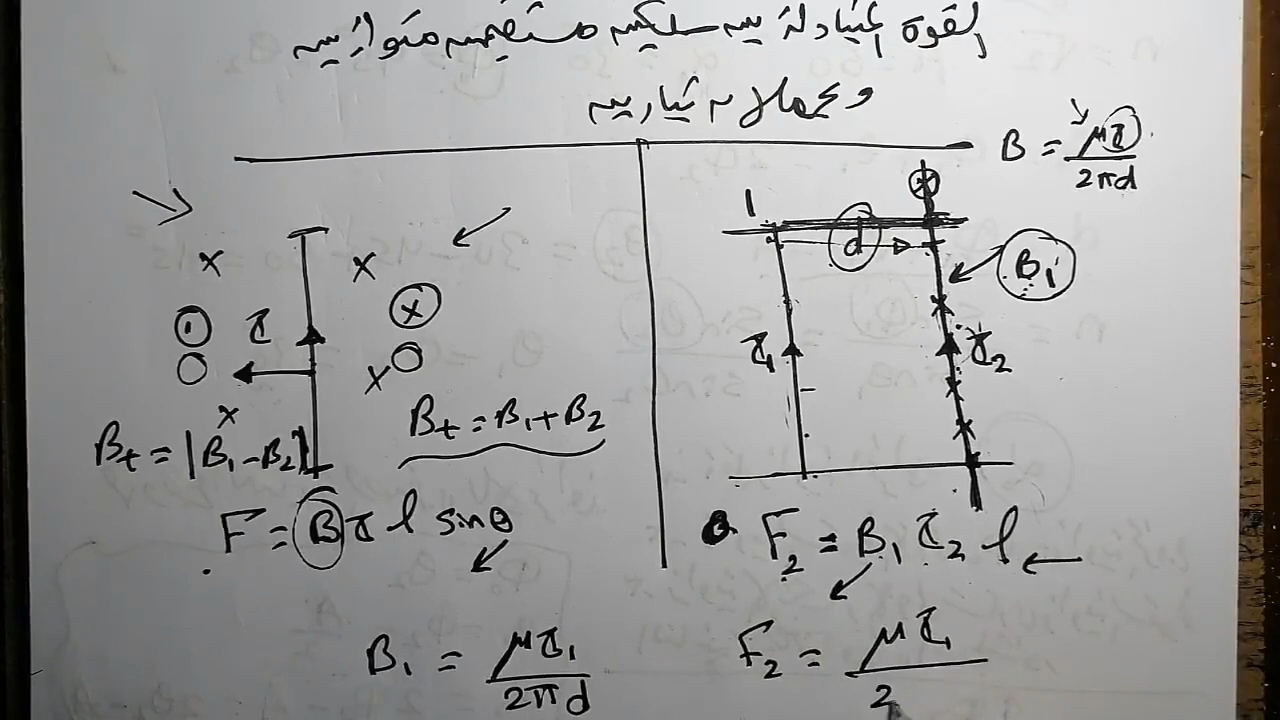 القوة المتبادلة بين سلكين مستقيمين متوازيين
ويحملان تيارين
B = μI / 2πd
1
d
B₁
I₁
I₂
x
x
I
x
x
Bₜ = B₁ + B₂
Bₜ = |B₁ - B₂|
F = B I l sinθ
F₂ = B₁ I₂ l
B₁ = μI₁ / 2πd
F₂ = μI₁ / 2